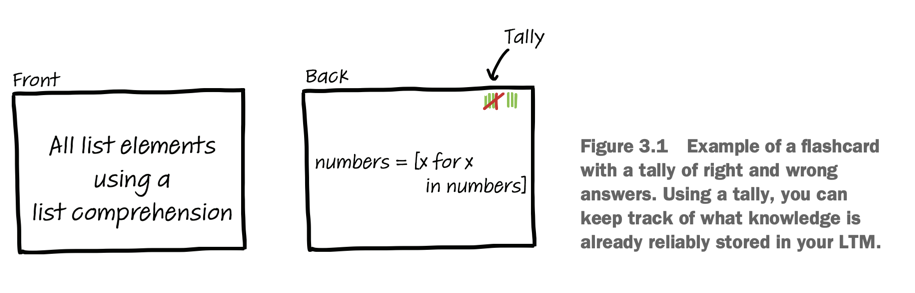 Tally
Front
Back
All list elements
using a
list comprehension
numbers = [x for x
in numbers]
Figure 3.1 Example of a flashcard
with a tally of right and wrong
answers. Using a tally, you can
keep track of what knowledge is
already reliably stored in your LTM.